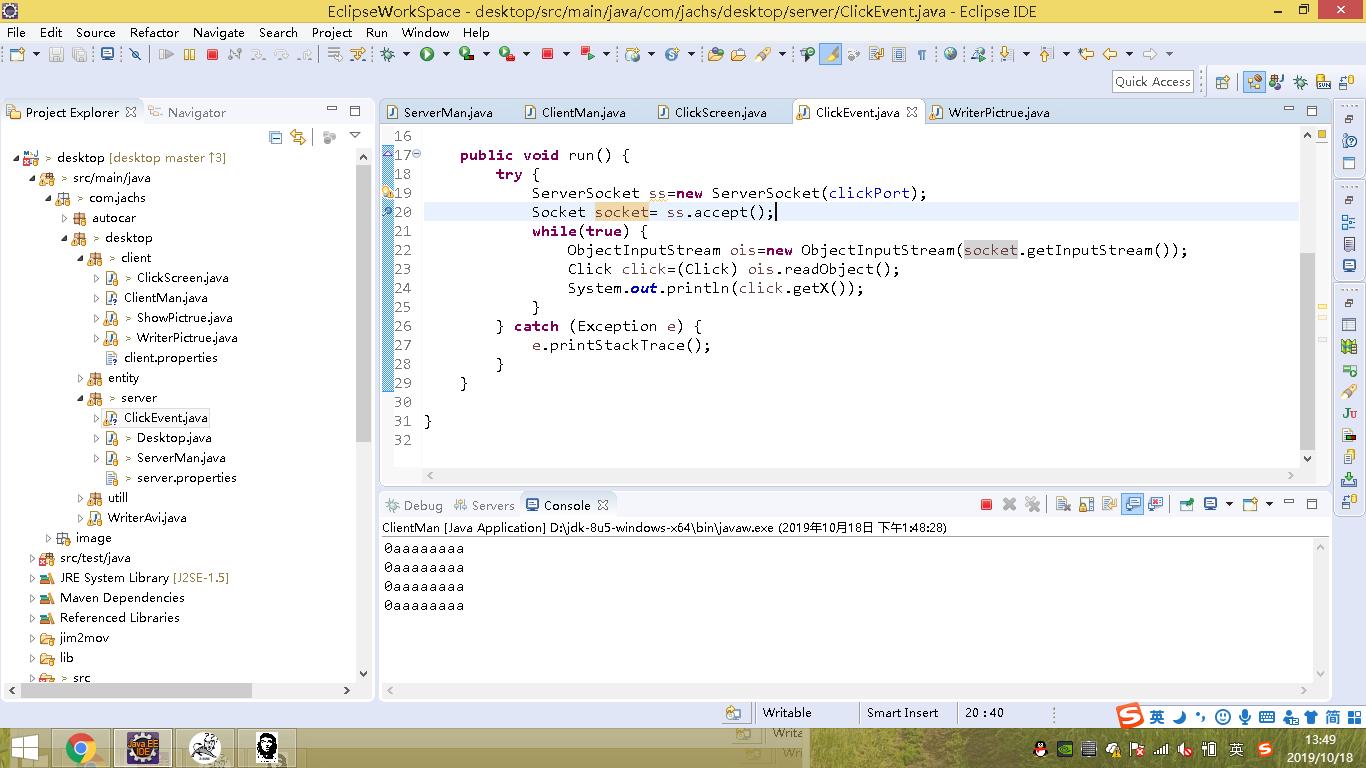 EclipseWorkSpace - desktop/src/main/java/com/jachs/desktop/server/ClickEvent.java - Eclipse IDE
File Edit Source Refactor Navigate Search Project Run Window Help
Quick Access
Project Explorer Navigator
> desktop [desktop master ↑3]
> src/main/java
> com.jachs
autocar
> desktop
> client
> ClickScreen.java
ClientMan.java
> ShowPictrue.java
> WriterPictrue.java
client.properties
entity
> server
ClickEvent.java
> Desktop.java
> ServerMan.java
> server.properties
utill
WriterAvi.java
image
src/test/java
JRE System Library [J2SE-1.5]
Maven Dependencies
Referenced Libraries
jim2mov
lib
> src
ServerMan.java ClientMan.java ClickScreen.java ClickEvent.java WriterPictrue.java
16
17 public void run() {
18 try {
19 ServerSocket ss=new ServerSocket(clickPort);
20 Socket socket= ss.accept();
21 while(true) {
22 ObjectInputStream ois=new ObjectInputStream(socket.getInputStream());
23 Click click=(Click) ois.readObject();
24 System.out.println(click.getX());
25 }
26 } catch (Exception e) {
27 e.printStackTrace();
28 }
29 }
30
31 }
32
Debug Servers Console
ClientMan [Java Application] D:\jdk-8u5-windows-x64\bin\javaw.exe (2019年10月18日 下午1:48:28)
0aaaaaaaa
0aaaaaaaa
0aaaaaaaa
0aaaaaaaa
Writable Smart Insert 20 : 40
英 简
Java EE IDE
英
13:49
2019/10/18